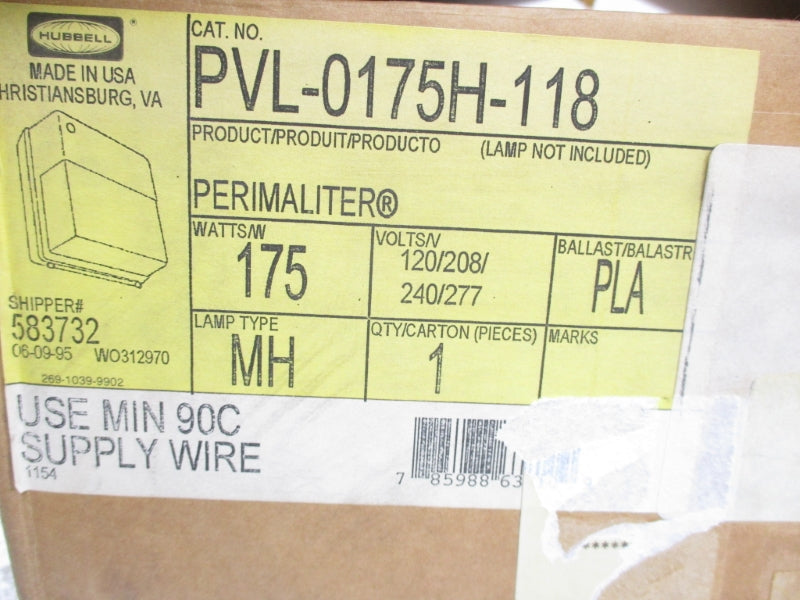 HUBBELL ®
MADE IN USA
HRISTIANSBURG, VA
CAT. NO.
PVL-0175H-118
PRODUCT/PRODUIT/PRODUCTO (LAMP NOT INCLUDED)
PERIMALITER®
WATTS/W
175
VOLTS/V
120/208/
240/277
BALLAST/BALASTR
PLA
LAMP TYPE
MH
QTY/CARTON (PIECES)
1
MARKS
SHIPPER#
583732
06-09-95 WO312970
269-1039-9902
USE MIN 90C
SUPPLY WIRE
1154
7 85988 63
*****